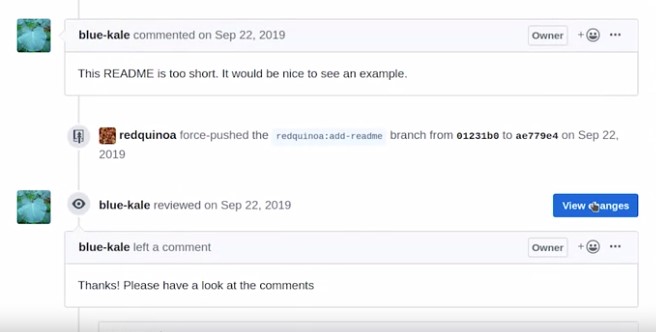 blue-kale commented on Sep 22, 2019 Owner
This README is too short. It would be nice to see an example.
redquinoa force-pushed the redquinoa:add-readme branch from 01231b0 to ae779e4 on Sep 22,
2019
blue-kale reviewed on Sep 22, 2019 View changes
blue-kale left a comment Owner
Thanks! Please have a look at the comments